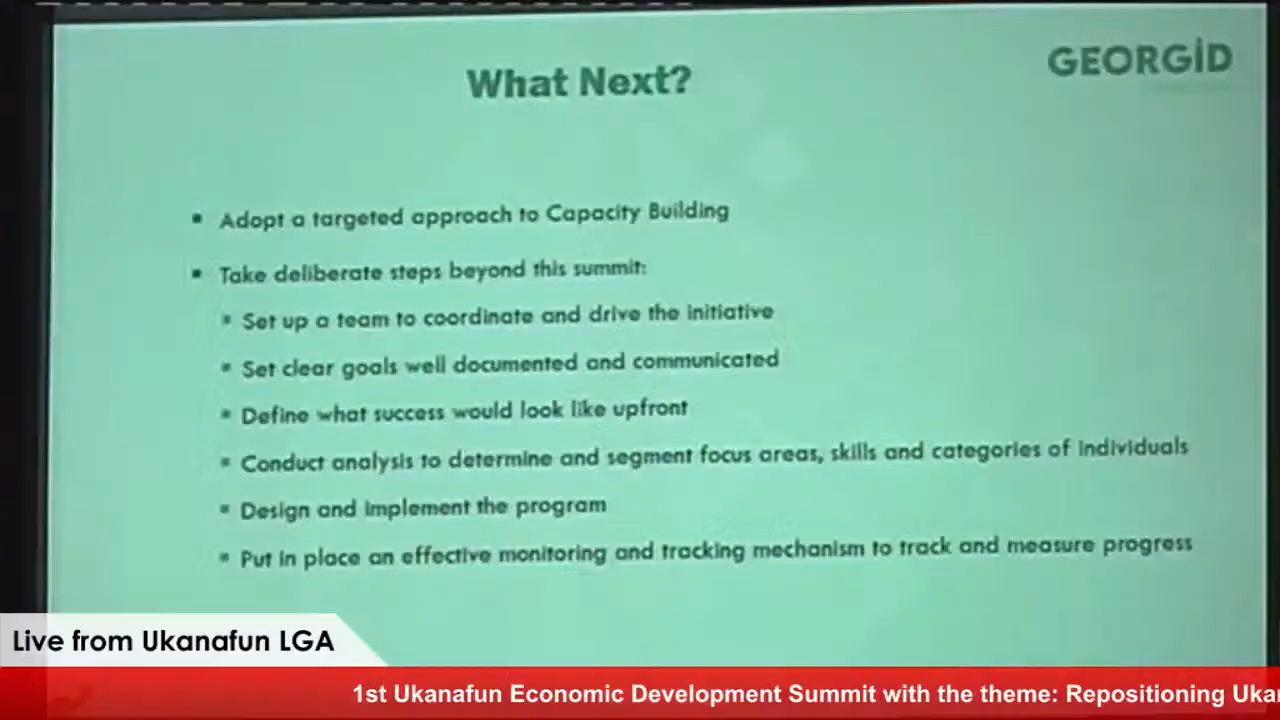 GEORGİD
What Next?
▪ Adopt a targeted approach to Capacity Building
▪ Take deliberate steps beyond this summit:
▪ Set up a team to coordinate and drive the initiative
▪ Set clear goals well documented and communicated
▪ Define what success would look like upfront
▪ Conduct analysis to determine and segment focus areas, skills and categories of individuals
▪ Design and implement the program
▪ Put in place an effective monitoring and tracking mechanism to track and measure progress
Live from Ukanafun LGA
1st Ukanafun Economic Development Summit with the theme: Repositioning